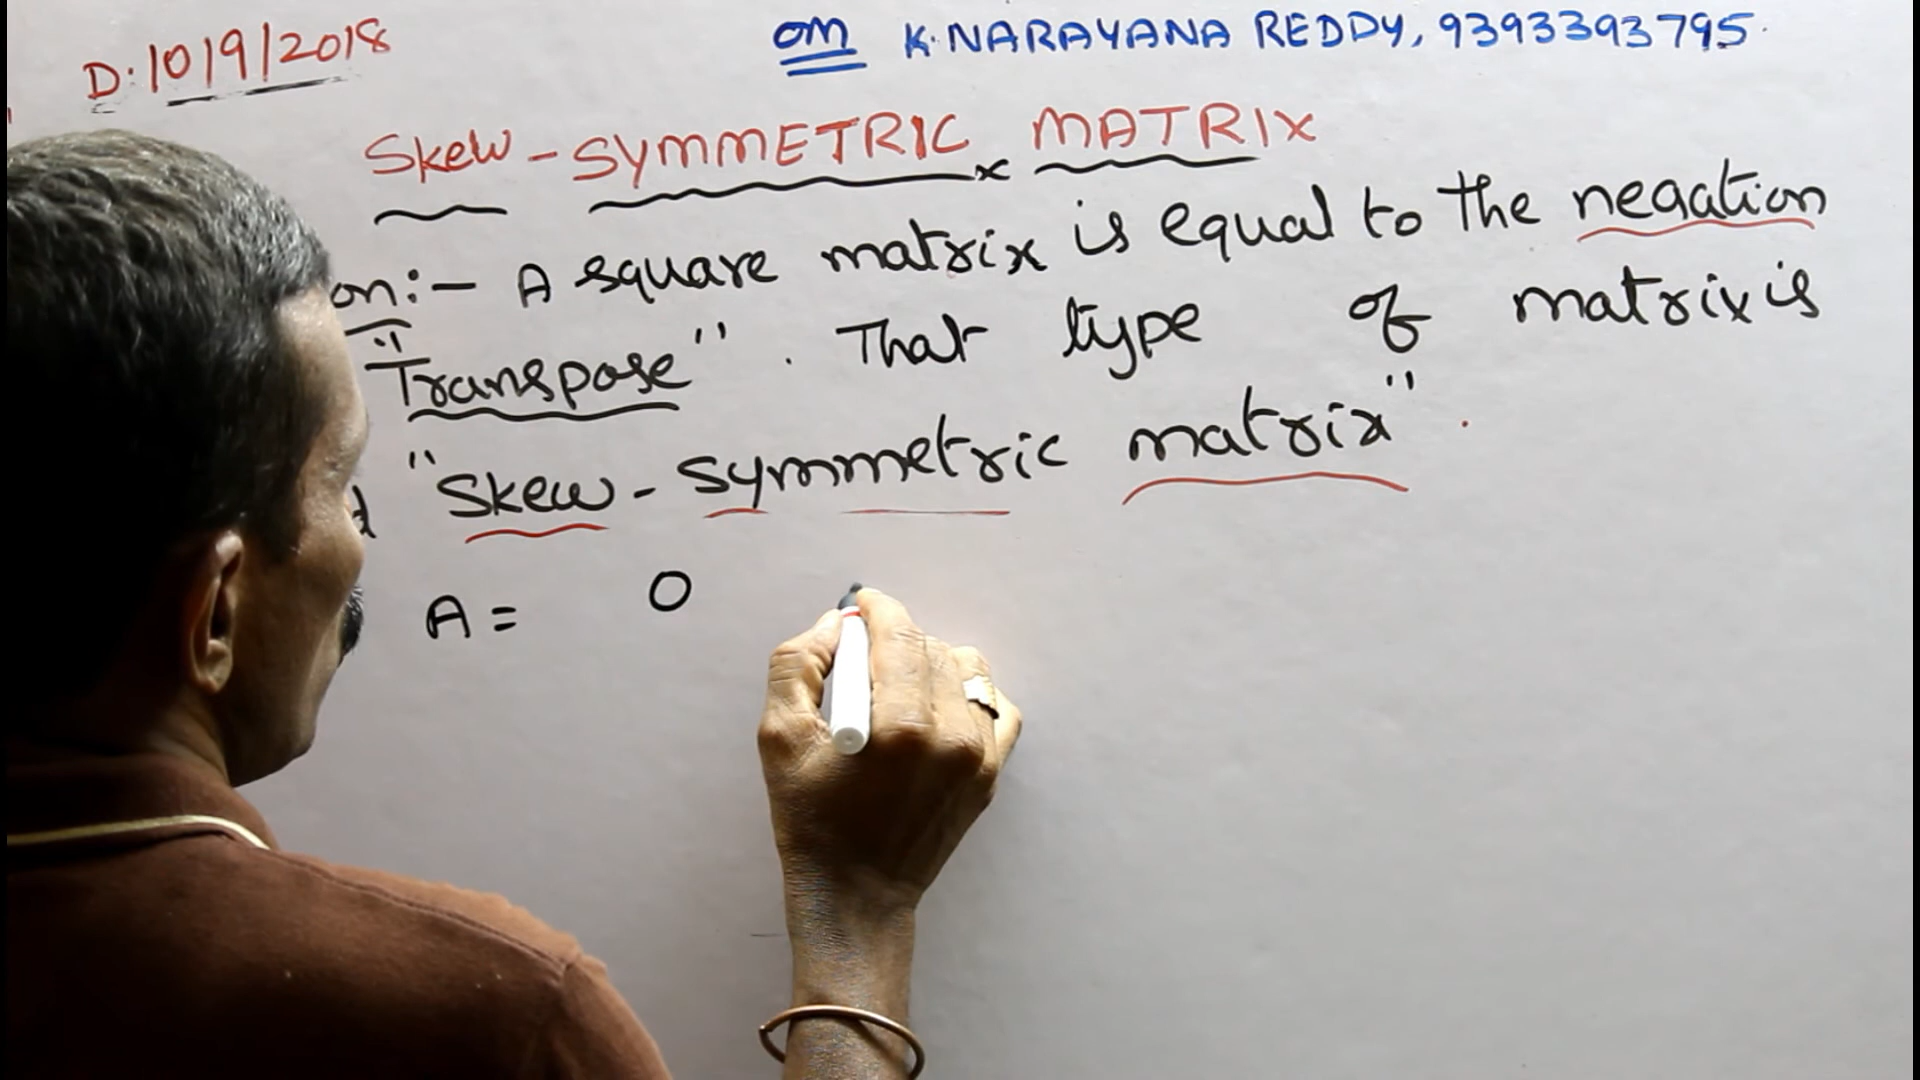 D:10/9/2018
om K.NARAYANA REDDY, 9393393795.
Skew-SYMMETRIC MATRIX
on:- A square matrix is equal to the negation
"Transpose". That type of matrix is
"Skew-symmetric matrix".
A = 0